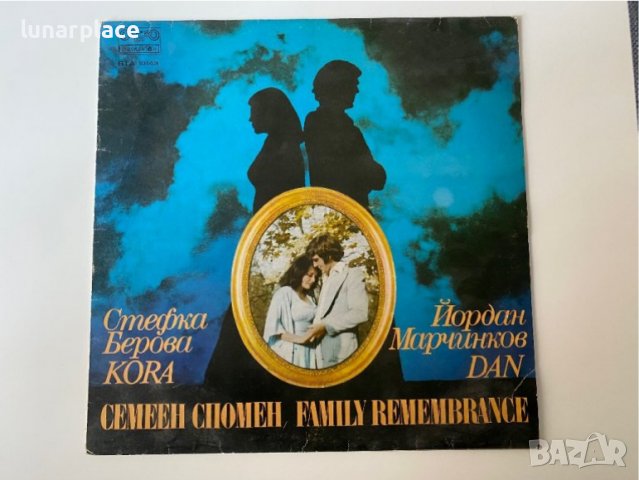 lunarplace
Стефка
Берова
KORA
Йордан
Марчинков
DAN
СЕМЕЕН СПОМЕН FAMILY REMEMBRANCE
BAZAR